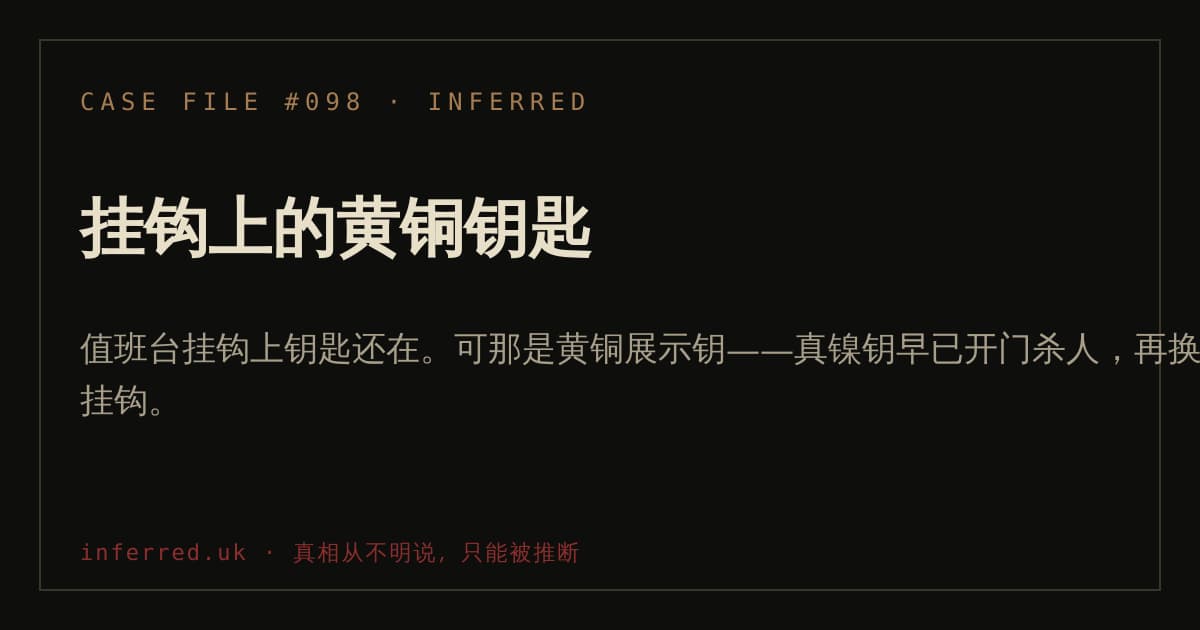 CASE FILE #098 · INFERRED
挂钩上的黄铜钥匙
值班台挂钩上钥匙还在。可那是黄铜展示钥——真镍钥早已开门杀人，再换
挂钩。
inferred.uk · 真相从不明说，只能被推断